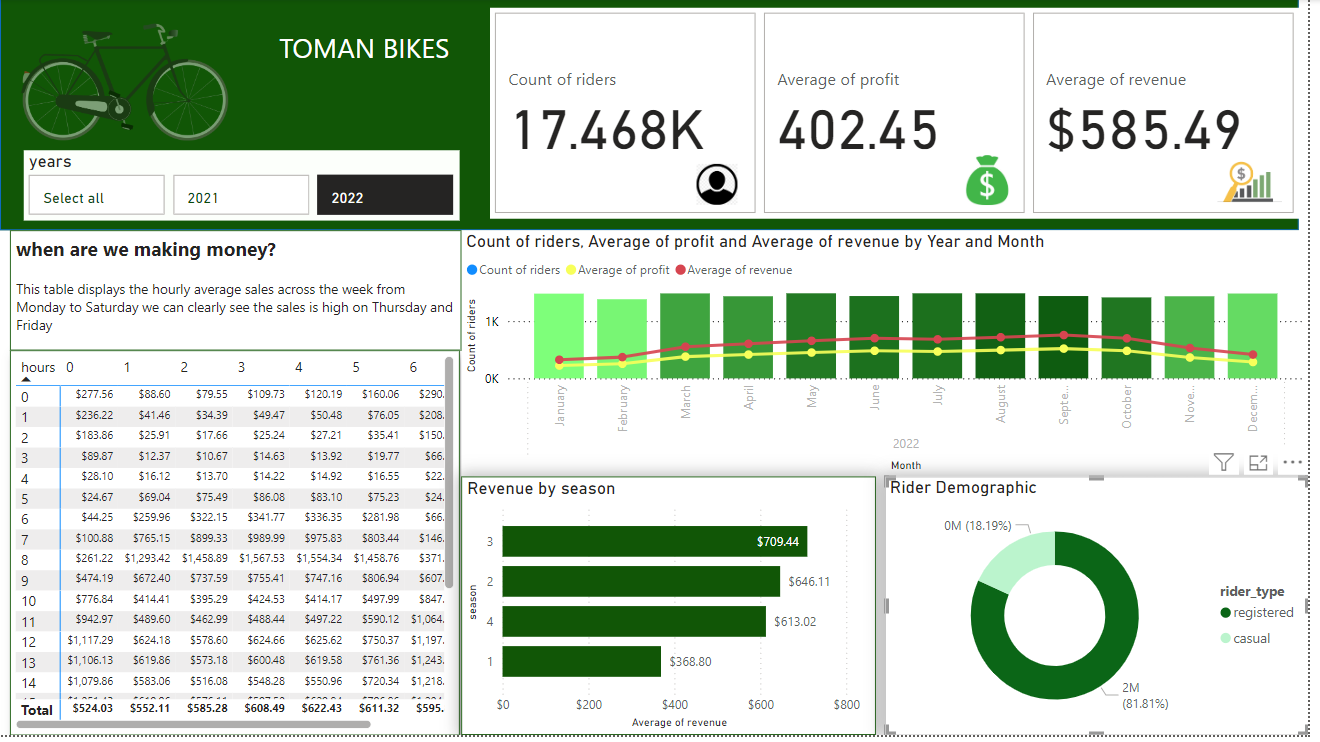 TOMAN BIKES
years
Select all
2021
2022
Count of riders
17.468K
Average of profit
402.45
Average of revenue
$585.49
when are we making money?
This table displays the hourly average sales across the week from
Monday to Saturday we can clearly see the sales is high on Thursday and
Friday
hours 0 1 2 3 4 5 6
0 $277.56 $88.60 $79.55 $109.73 $120.19 $160.06 $290.
1 $236.22 $41.46 $34.39 $49.47 $50.48 $76.05 $208.
2 $183.86 $25.91 $17.66 $25.24 $27.21 $35.41 $150.
3 $89.87 $12.37 $10.67 $14.63 $13.92 $19.77 $66.
4 $28.10 $16.12 $13.70 $14.22 $14.92 $16.55 $22.
5 $24.67 $69.04 $75.49 $86.08 $83.10 $75.23 $24.
6 $44.25 $259.96 $322.15 $341.77 $336.35 $281.98 $66.
7 $100.88 $765.15 $899.33 $989.99 $975.83 $803.44 $146.
8 $261.22 $1,293.42 $1,458.89 $1,567.53 $1,554.34 $1,458.76 $371.
9 $474.19 $672.40 $737.59 $755.41 $747.16 $806.94 $607.
10 $776.84 $414.41 $395.29 $424.53 $414.17 $497.99 $847.
11 $942.97 $489.60 $462.99 $488.44 $497.22 $590.12 $1,064.
12 $1,117.29 $624.18 $578.60 $624.66 $625.62 $750.37 $1,197.
13 $1,106.13 $619.86 $573.18 $600.48 $619.58 $761.36 $1,243.
14 $1,079.86 $583.06 $516.08 $548.28 $550.96 $720.34 $1,218.
Total $524.03 $552.11 $585.28 $608.49 $622.43 $611.32 $595.
Count of riders, Average of profit and Average of revenue by Year and Month
Count of riders Average of profit Average of revenue
Count of riders
1K
0K
January
February
March
April
May
June
July
August
Septe...
October
Nove...
Decem...
2022
Month
Revenue by season
season
3 $709.44
2 $646.11
4 $613.02
1 $368.80
$0 $200 $400 $600 $800
Average of revenue
Rider Demographic
0M (18.19%)
2M
(81.81%)
rider_type
registered
casual